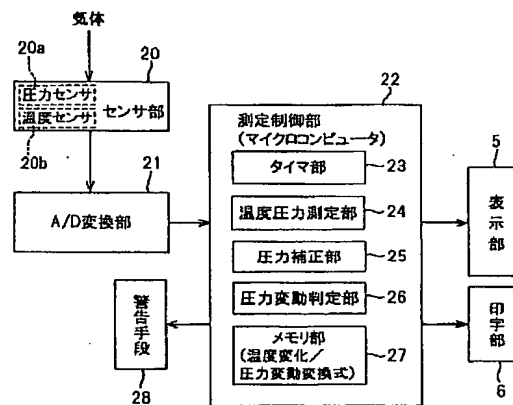 気体
20a
20
圧力センサ
温度センサ
センサ部
20b
21
A/D変換部
22
測定制御部
(マイクロコンピュータ)
タイマ部
23
温度圧力測定部
24
圧力補正部
25
圧力変動判定部
26
メモリ部
(温度変化/
圧力変動変換式)
27
5
表示部
印字部
6
警告手段
28